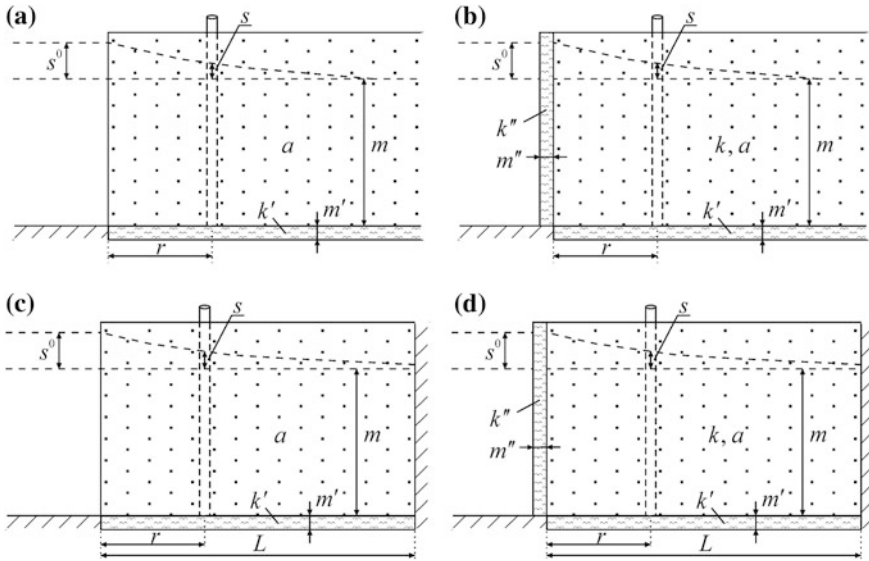 (a)
s
s⁰
a
m
k′
m′
r
(b)
s
s⁰
k″
m″
k, a
m
k′
m′
r
(c)
s
s⁰
a
m
k′
m′
r
L
(d)
s
s⁰
k″
m″
k, a
m
k′
m′
r
L